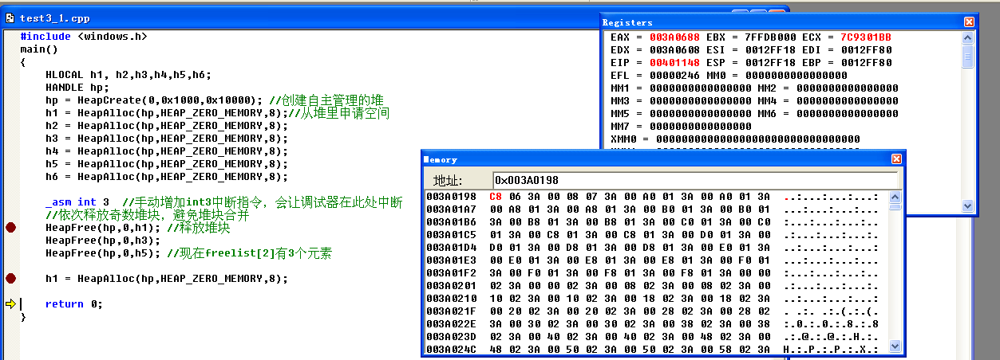 test3_1.cpp
#include <windows.h>
main()
{
HLOCAL h1, h2,h3,h4,h5,h6;
HANDLE hp;
hp = HeapCreate(0,0x1000,0x10000); //创建自主管理的堆
h1 = HeapAlloc(hp,HEAP_ZERO_MEMORY,8);//从堆里申请空间
h2 = HeapAlloc(hp,HEAP_ZERO_MEMORY,8);
h3 = HeapAlloc(hp,HEAP_ZERO_MEMORY,8);
h4 = HeapAlloc(hp,HEAP_ZERO_MEMORY,8);
h5 = HeapAlloc(hp,HEAP_ZERO_MEMORY,8);
h6 = HeapAlloc(hp,HEAP_ZERO_MEMORY,8);
_asm int 3 //手动增加int3中断指令，会让调试器在此处中断
//依次释放奇数堆块，避免堆块合并
HeapFree(hp,0,h1); //释放堆块
HeapFree(hp,0,h3);
HeapFree(hp,0,h5); //现在freelist[2]有3个元素
h1 = HeapAlloc(hp,HEAP_ZERO_MEMORY,8);
return 0;
}
Registers
EAX = 003A0688 EBX = 7FFDB000 ECX = 7C9301BB
EDX = 003A0608 ESI = 0012FF18 EDI = 0012FF80
EIP = 00401148 ESP = 0012FF18 EBP = 0012FF80
EFL = 00000246 MM0 = 0000000000000000
MM1 = 0000000000000000 MM2 = 0000000000000000
MM3 = 0000000000000000 MM4 = 0000000000000000
MM5 = 0000000000000000 MM6 = 0000000000000000
MM7 = 0000000000000000
XMM0 = 00000000000000000000000000000000
Memory
地址: 0x003A0198
003A0198 C8 06 3A 00 08 07 3A 00 A0 01 3A 00 A0 01 3A ..:...:...:...:
003A01A7 00 A8 01 3A 00 A8 01 3A 00 B0 01 3A 00 B0 01 ...:...:...:...
003A01B6 3A 00 B8 01 3A 00 B8 01 3A 00 C0 01 3A 00 C0 :...:...:...:..
003A01C5 01 3A 00 C8 01 3A 00 C8 01 3A 00 D0 01 3A 00 .:...:...:...:.
003A01D4 D0 01 3A 00 D8 01 3A 00 D8 01 3A 00 E0 01 3A ..:...:...:...:
003A01E3 00 E0 01 3A 00 E8 01 3A 00 E8 01 3A 00 F0 01 ...:...:...:...
003A01F2 3A 00 F0 01 3A 00 F8 01 3A 00 F8 01 3A 00 00 :...:...:...:..
003A0201 02 3A 00 00 02 3A 00 08 02 3A 00 08 02 3A 00 .:...:...:...:.
003A0210 10 02 3A 00 10 02 3A 00 18 02 3A 00 18 02 3A ..:...:...:...:
003A021F 00 20 02 3A 00 20 02 3A 00 28 02 3A 00 28 02 . .:. .:.(.:.(.
003A022E 3A 00 30 02 3A 00 30 02 3A 00 38 02 3A 00 38 :.0.:.0.:.8.:.8
003A023D 02 3A 00 40 02 3A 00 40 02 3A 00 48 02 3A 00 .:.@.:.@.:.H.:.
003A024C 48 02 3A 00 50 02 3A 00 50 02 3A 00 58 02 3A H.:.P.:.P.:.X.: